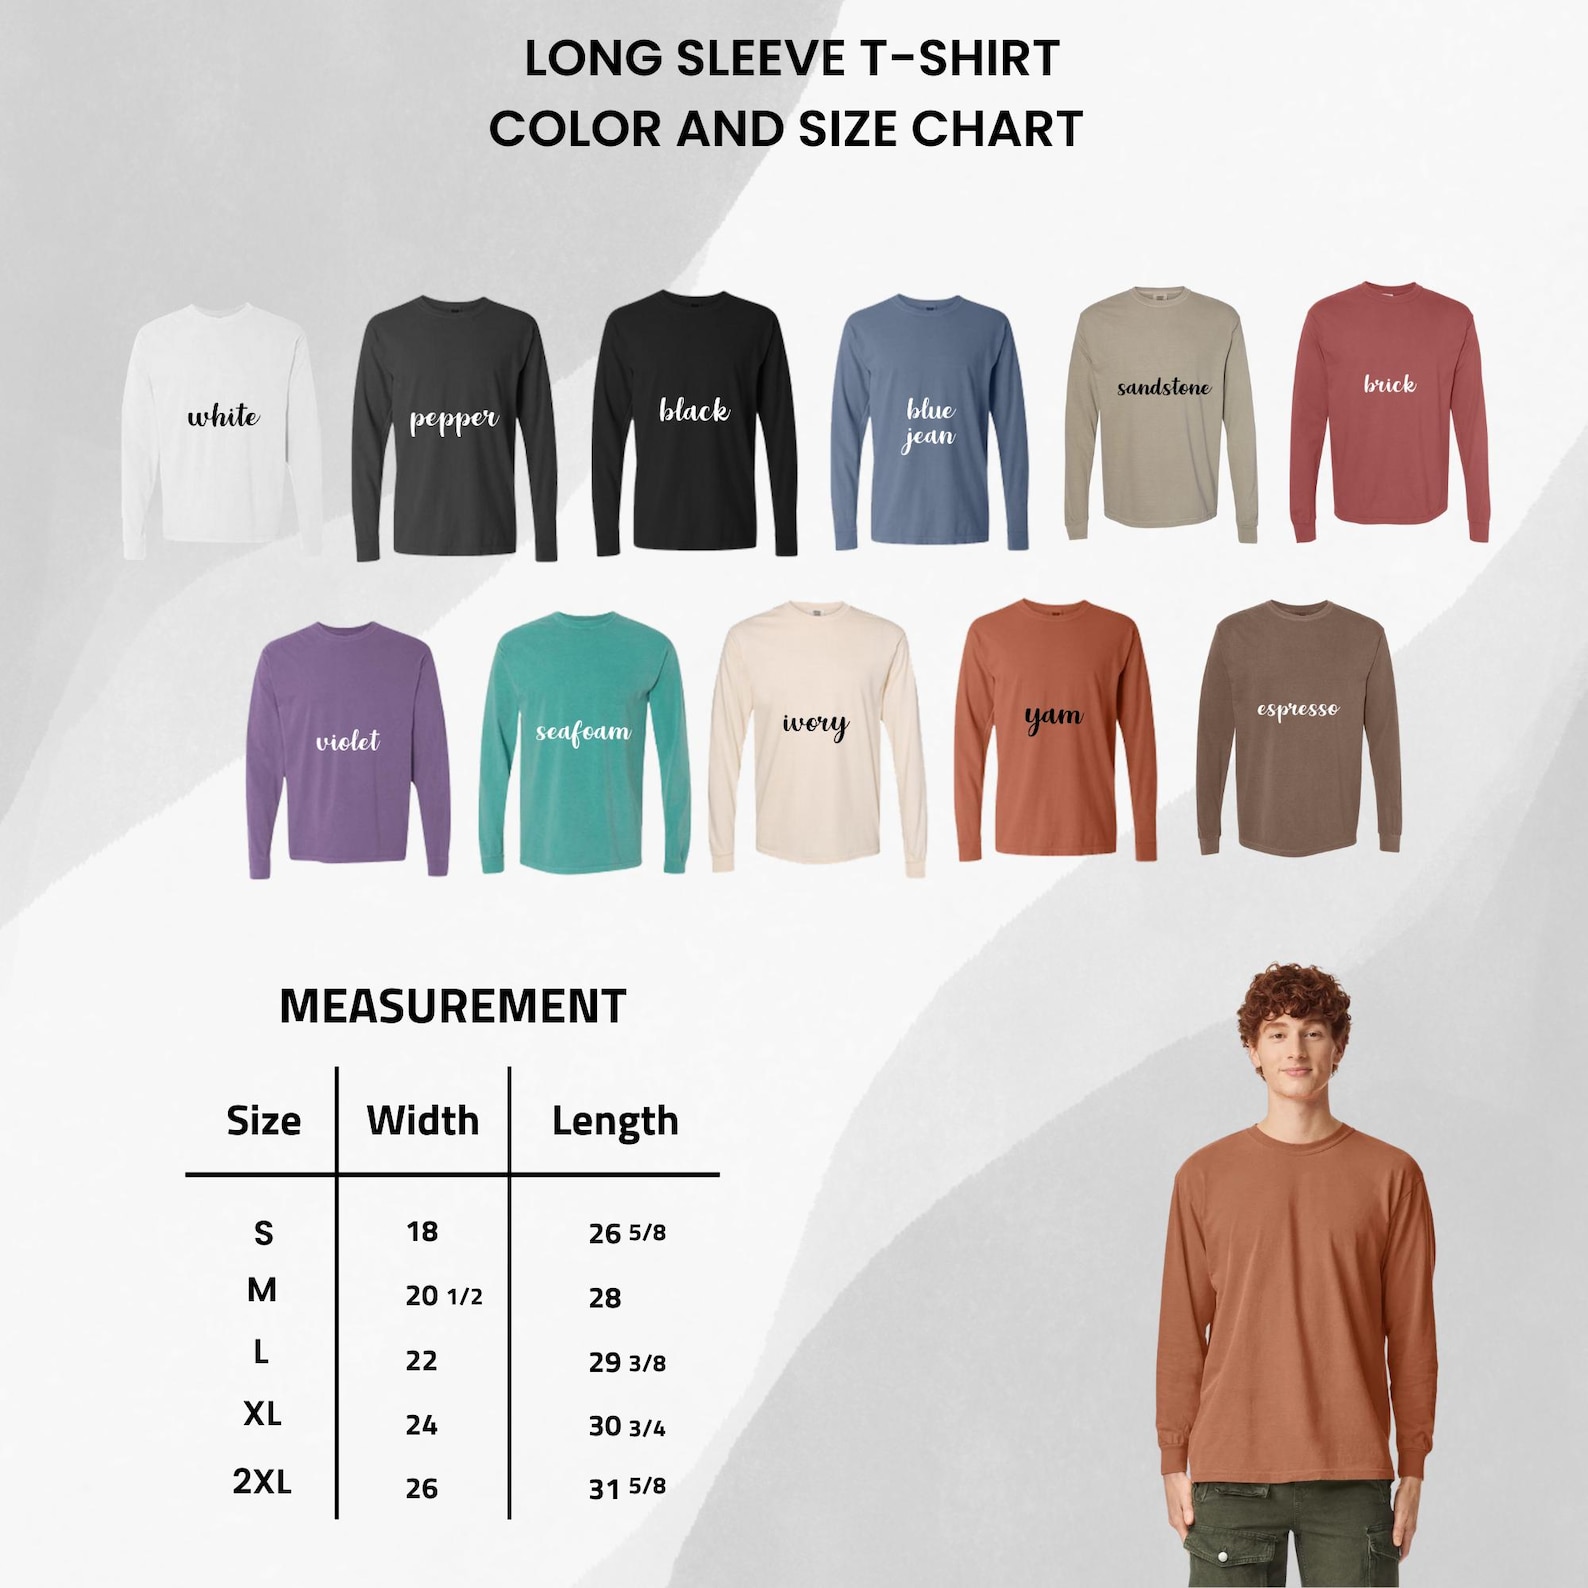 LONG SLEEVE T-SHIRT
COLOR AND SIZE CHART
white
pepper
black
blue
jean
sandstone
brick
violet
seafoam
ivory
yam
espresso
MEASUREMENT
Size Width Length
S 18 26 5/8
M 20 1/2 28
L 22 29 3/8
XL 24 30 3/4
2XL 26 31 5/8